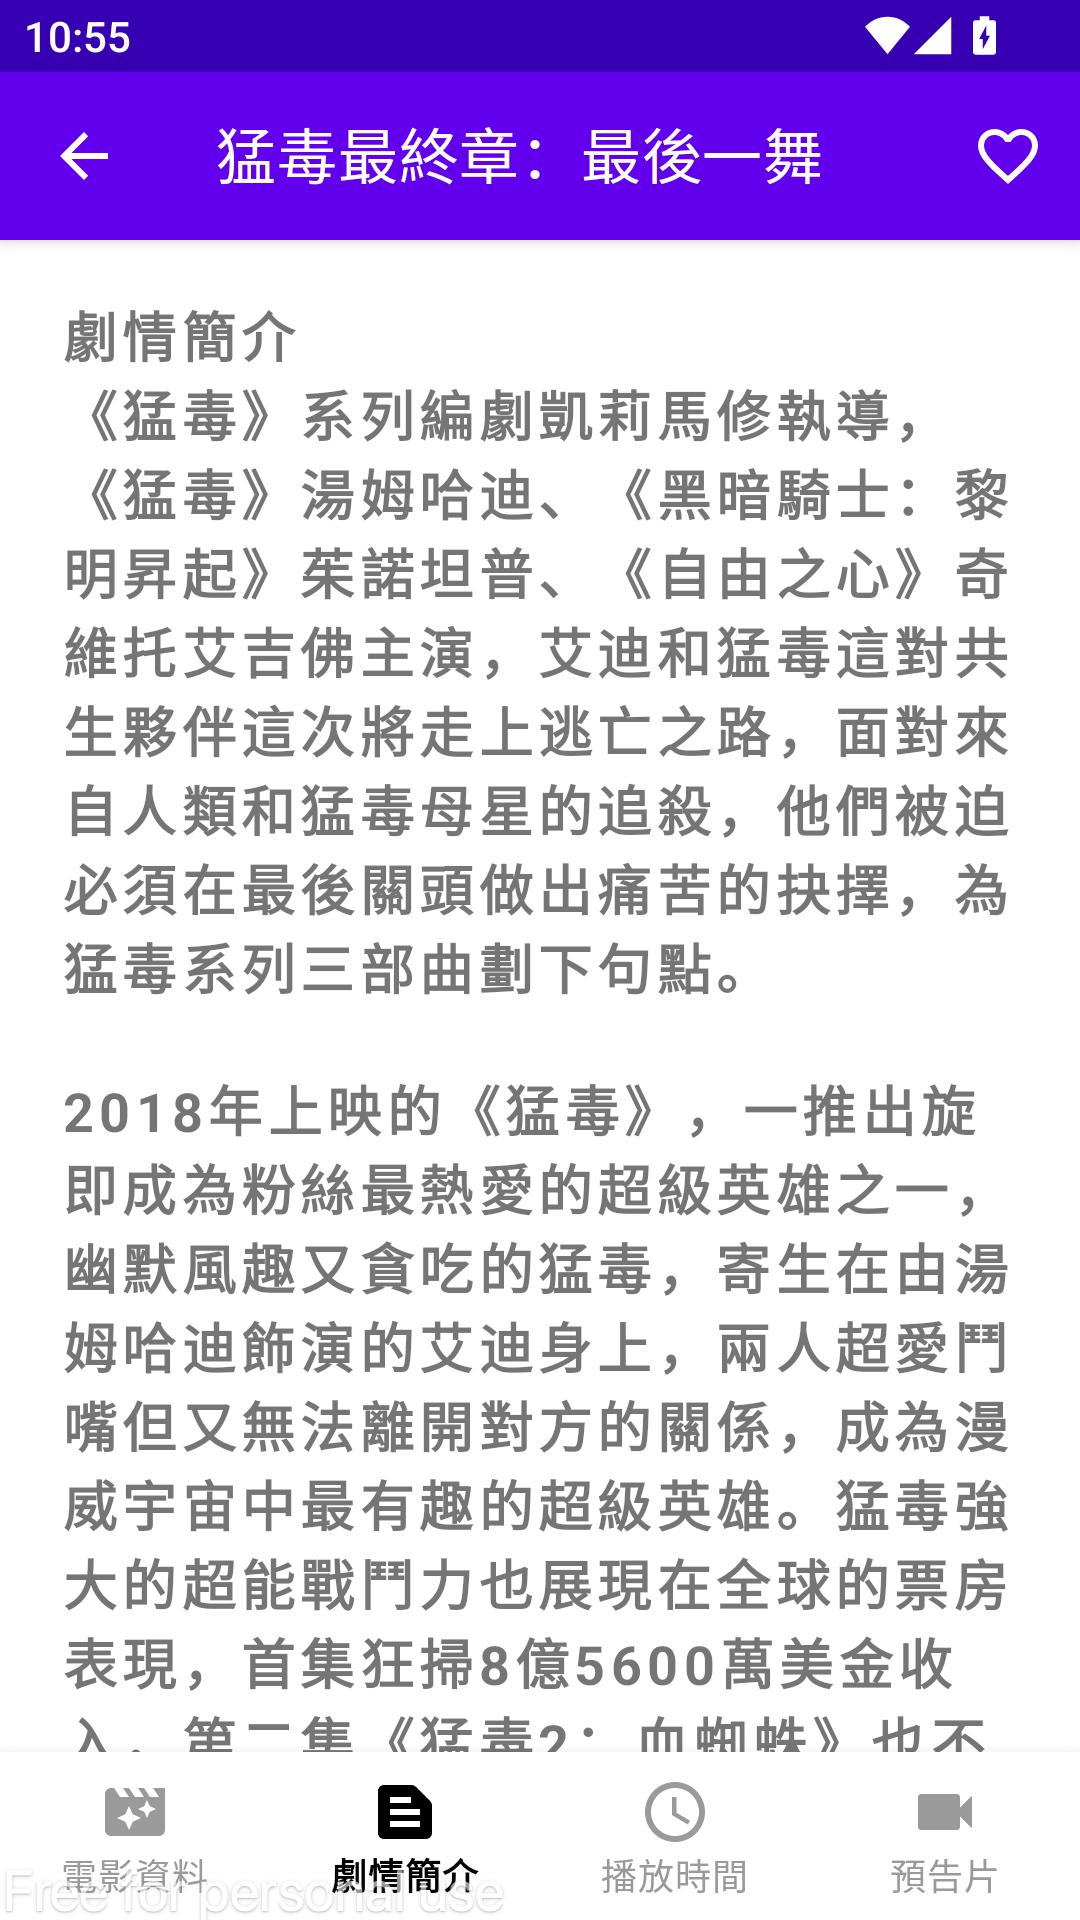 10:55
猛毒最終章：最後一舞
劇情簡介
《猛毒》系列編劇凱莉馬修執導，
《猛毒》湯姆哈迪、《黑暗騎士：黎
明昇起》茱諾坦普、《自由之心》奇
維托艾吉佛主演，艾迪和猛毒這對共
生夥伴這次將走上逃亡之路，面對來
自人類和猛毒母星的追殺，他們被迫
必須在最後關頭做出痛苦的抉擇，為
猛毒系列三部曲劃下句點。
2018年上映的《猛毒》，一推出旋
即成為粉絲最熱愛的超級英雄之一，
幽默風趣又貪吃的猛毒，寄生在由湯
姆哈迪飾演的艾迪身上，兩人超愛鬥
嘴但又無法離開對方的關係，成為漫
威宇宙中最有趣的超級英雄。猛毒強
大的超能戰鬥力也展現在全球的票房
表現，首集狂掃8億5600萬美金收
入，第二集《猛毒2：血蜘蛛》也不
電影資料
劇情簡介
播放時間
預告片
Free for personal use